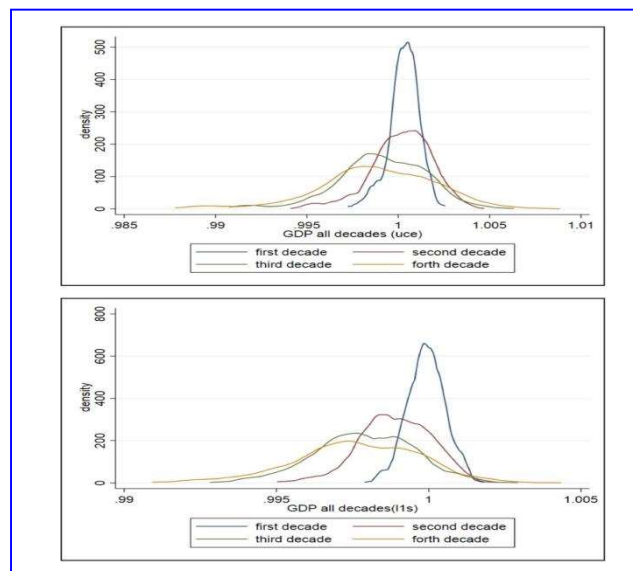 density
0 100 200 300 400 500
.985 .99 .995 1 1.005 1.01
GDP all decades (uce)
first decade second decade
third decade forth decade
density
0 200 400 600 800
.99 .995 1 1.005
GDP all decades(l1s)
first decade second decade
third decade forth decade